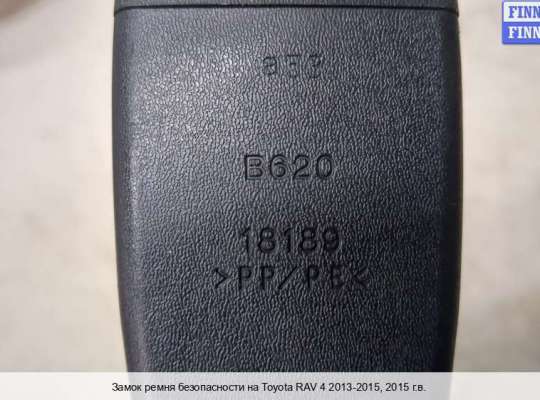 FINN
FINN
B620
18189
>PP/PE<
Замок ремня безопасности на Toyota RAV 4 2013-2015, 2015 г.в.